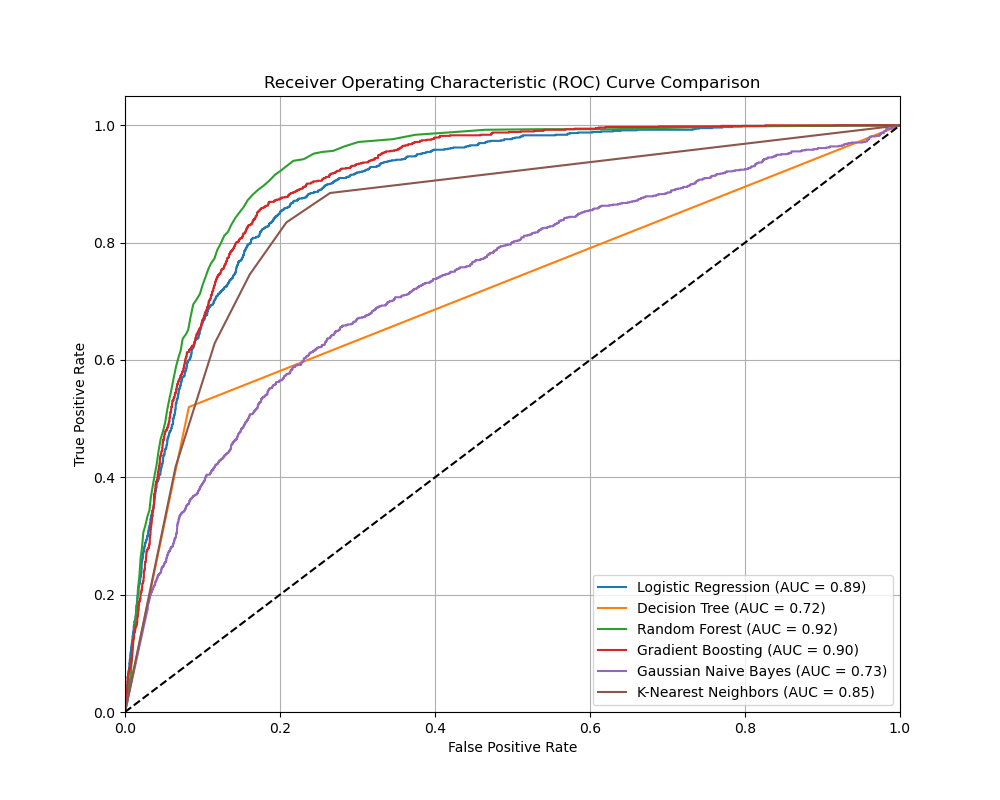 Receiver Operating Characteristic (ROC) Curve Comparison
True Positive Rate
1.0
0.8
0.6
0.4
0.2
0.0
0.0 0.2 0.4 0.6 0.8 1.0
False Positive Rate
Logistic Regression (AUC = 0.89)
Decision Tree (AUC = 0.72)
Random Forest (AUC = 0.92)
Gradient Boosting (AUC = 0.90)
Gaussian Naive Bayes (AUC = 0.73)
K-Nearest Neighbors (AUC = 0.85)